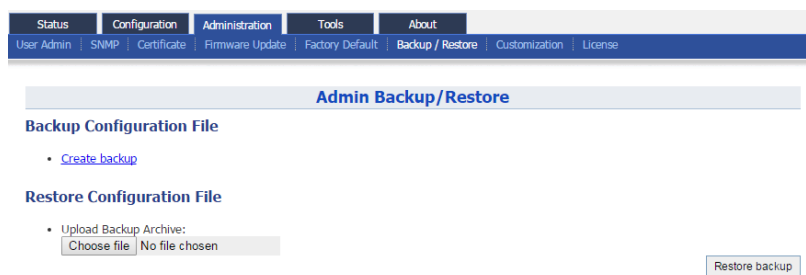 Status Configuration Administration Tools About
User Admin SNMP Certificate Firmware Update Factory Default Backup / Restore Customization License
Admin Backup/Restore
Backup Configuration File
• Create backup
Restore Configuration File
• Upload Backup Archive:
Choose file No file chosen
Restore backup